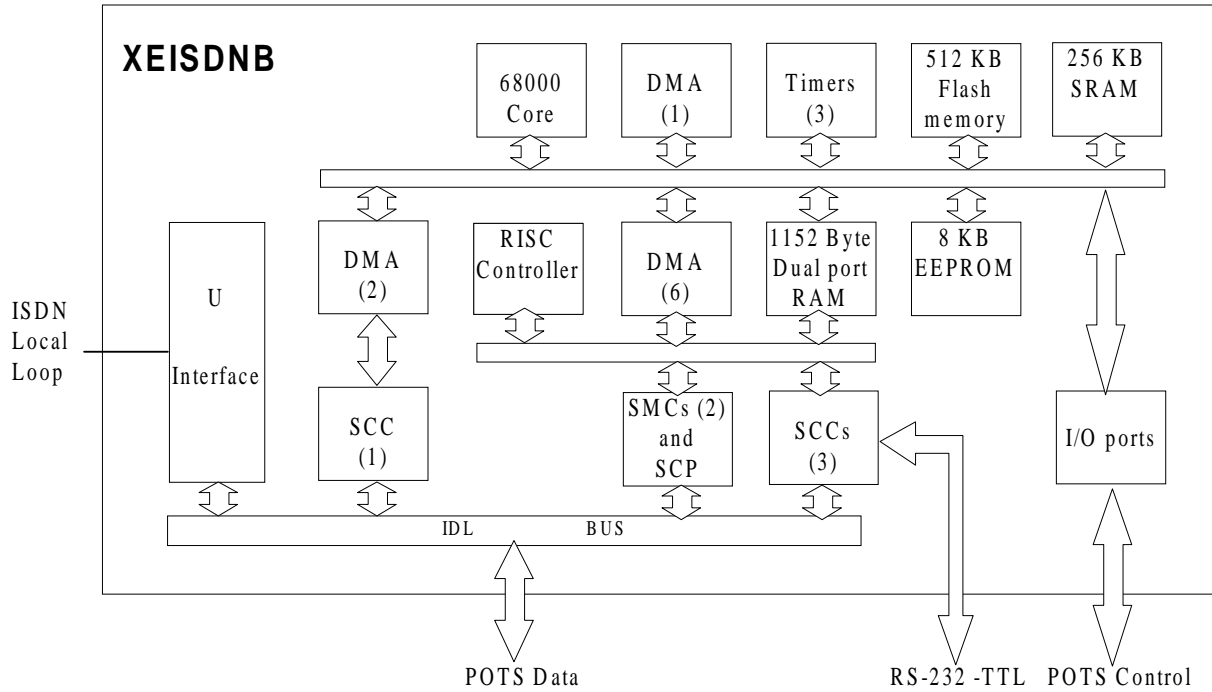 XEISDNB
68000
Core
DMA
(1)
Timers
(3)
512 KB
Flash
memory
256 KB
SRAM
U
Interface
DMA
(2)
RISC
Controller
DMA
(6)
1152 Byte
Dual port
RAM
8 KB
EEPROM
ISDN
Local
Loop
SCC
(1)
SMCs (2)
and
SCP
SCCs
(3)
I/O ports
IDL BUS
POTS Data
RS-232 -TTL
POTS Control